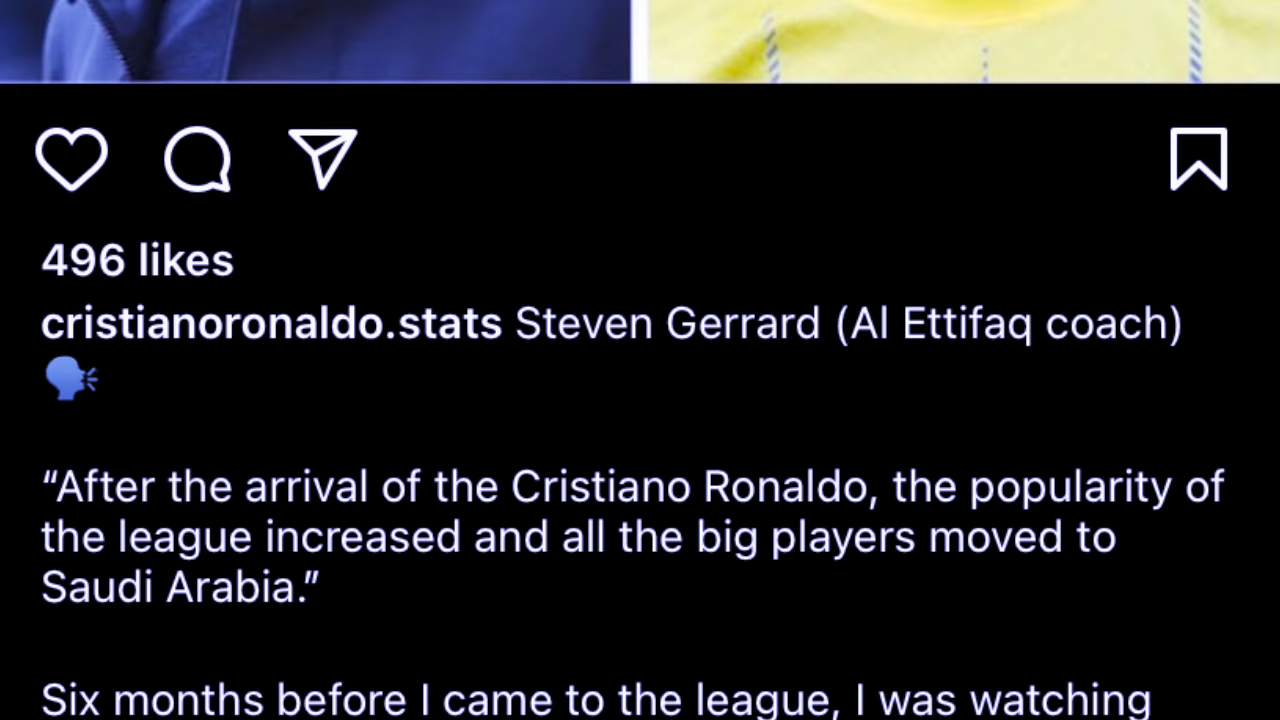 496 likes
cristianoronaldo.stats Steven Gerrard (Al Ettifaq coach)
🗣️
“After the arrival of the Cristiano Ronaldo, the popularity of
the league increased and all the big players moved to
Saudi Arabia.”
Six months before I came to the league, I was watching